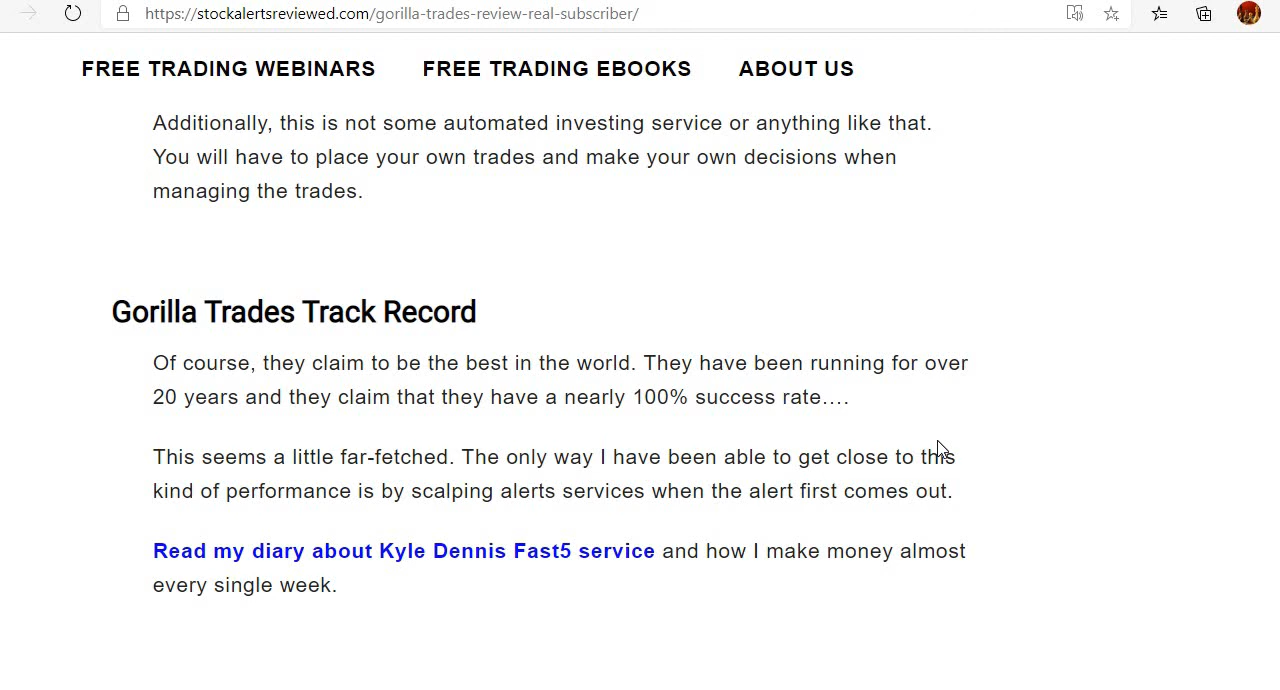 https://stockalertsreviewed.com/gorilla-trades-review-real-subscriber/
FREE TRADING WEBINARS FREE TRADING EBOOKS ABOUT US
Additionally, this is not some automated investing service or anything like that.
You will have to place your own trades and make your own decisions when
managing the trades.
Gorilla Trades Track Record
Of course, they claim to be the best in the world. They have been running for over
20 years and they claim that they have a nearly 100% success rate….
This seems a little far-fetched. The only way I have been able to get close to this
kind of performance is by scalping alerts services when the alert first comes out.
Read my diary about Kyle Dennis Fast5 service and how I make money almost
every single week.